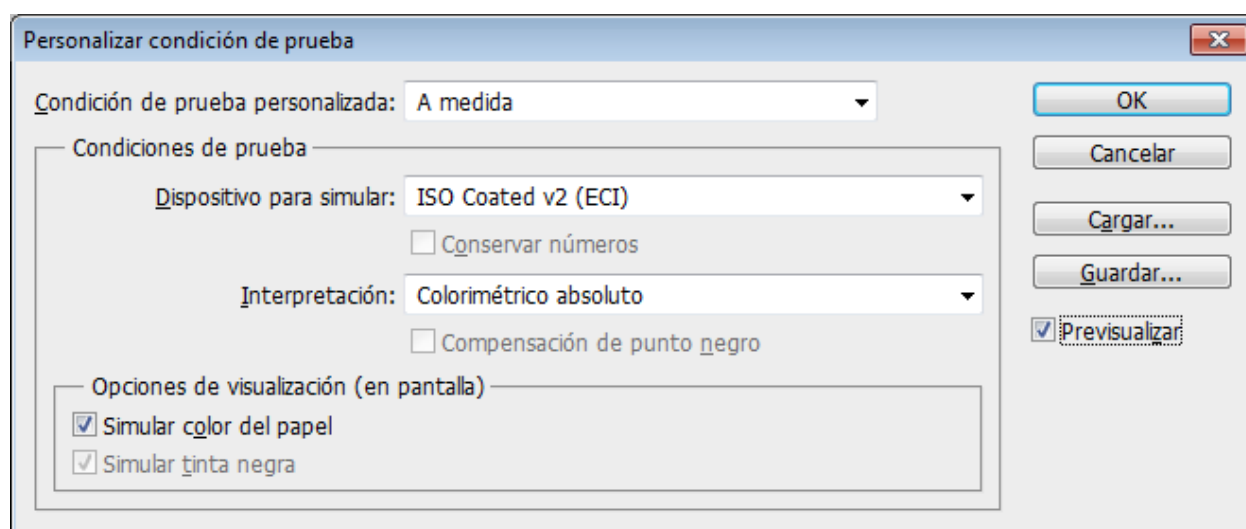 Personalizar condición de prueba
Condición de prueba personalizada: A medida
OK
Condiciones de prueba
Cancelar
Dispositivo para simular: ISO Coated v2 (ECI)
Conservar números
Cargar...
Interpretación: Colorimétrico absoluto
Guardar...
Compensación de punto negro
Previsualizar
Opciones de visualización (en pantalla)
Simular color del papel
Simular tinta negra